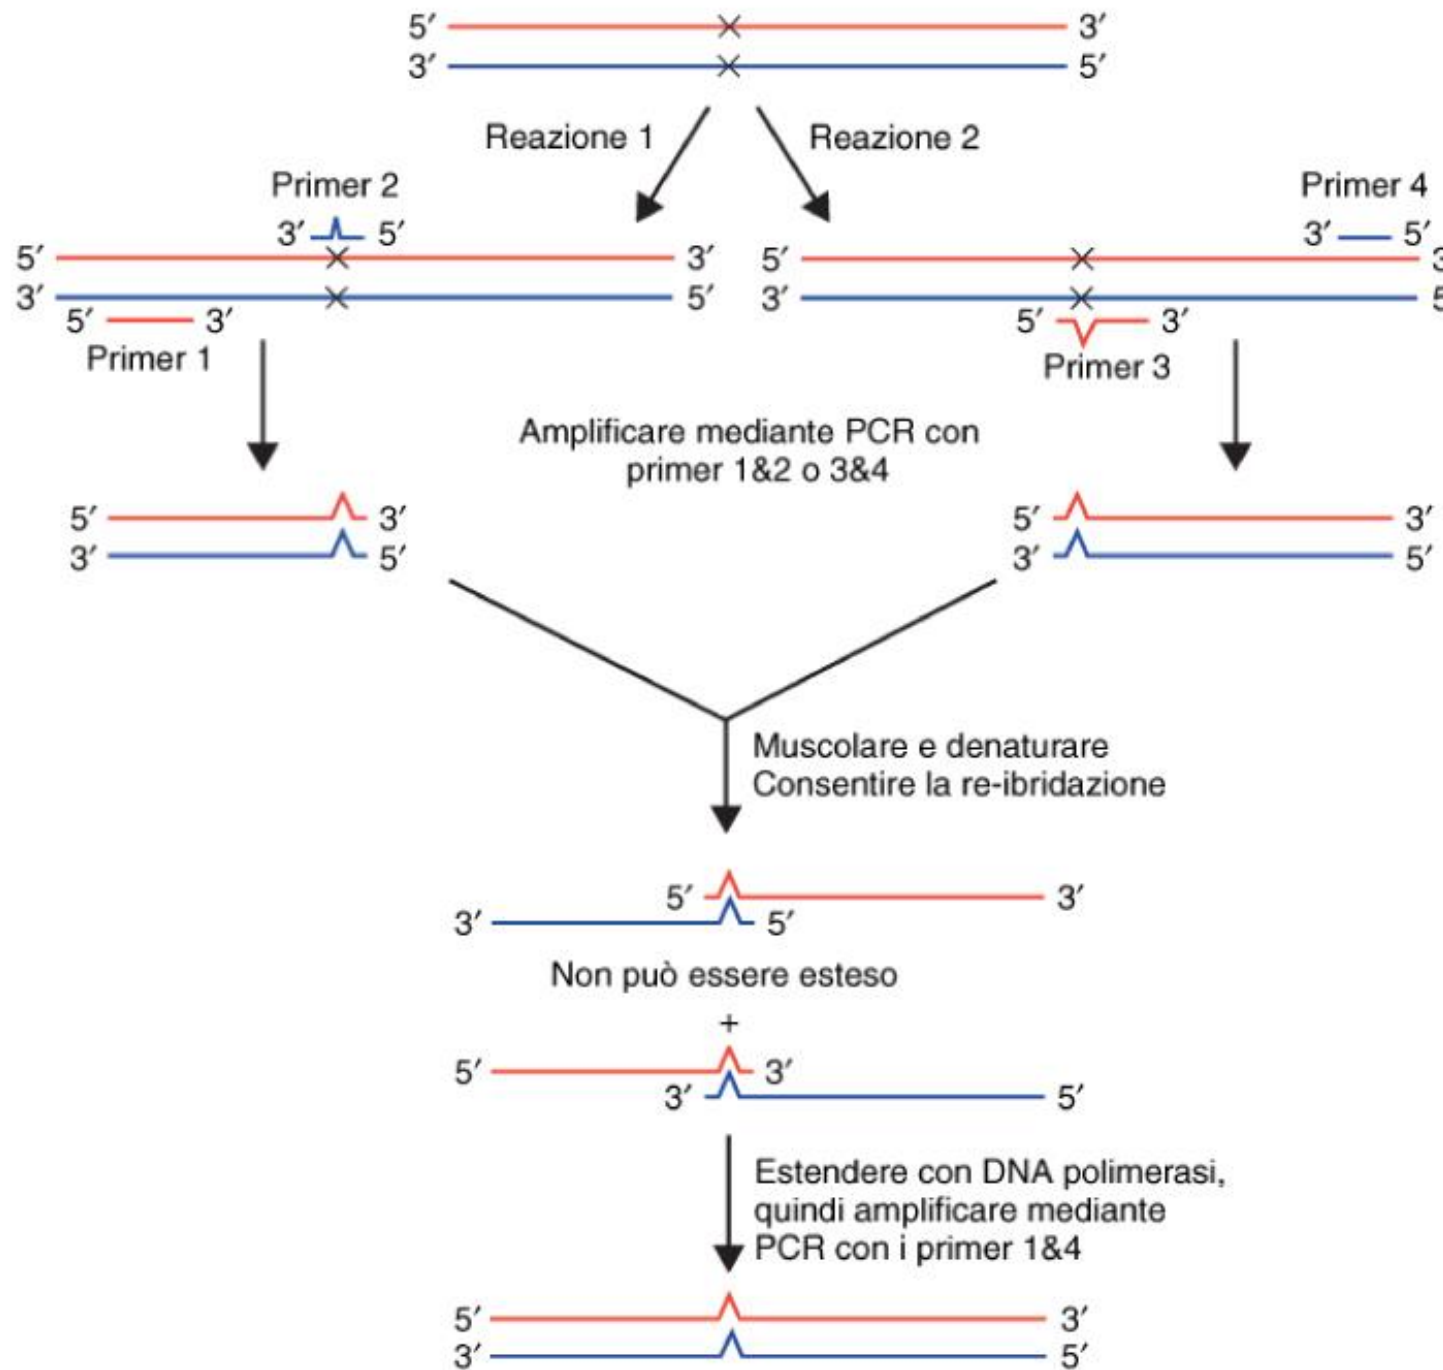 5′ 3′
3′ 5′
Reazione 1 Reazione 2
Primer 2 Primer 4
3′ 5′ 3′ 5′
5′ 3′ 5′ 3
3′ 5′ 3′ 5
5′ 3′ 5′ 3′
Primer 1 Primer 3
Amplificare mediante PCR con
primer 1&2 o 3&4
5′ 3′ 5′ 3′
3′ 5′ 3′ 5′
Muscolare e denaturare
Consentire la re-ibridazione
5′ 3′
3′ 5′
Non può essere esteso
+
5′ 3′
3′ 5′
Estendere con DNA polimerasi,
quindi amplificare mediante
PCR con i primer 1&4
5′ 3′
3′ 5′